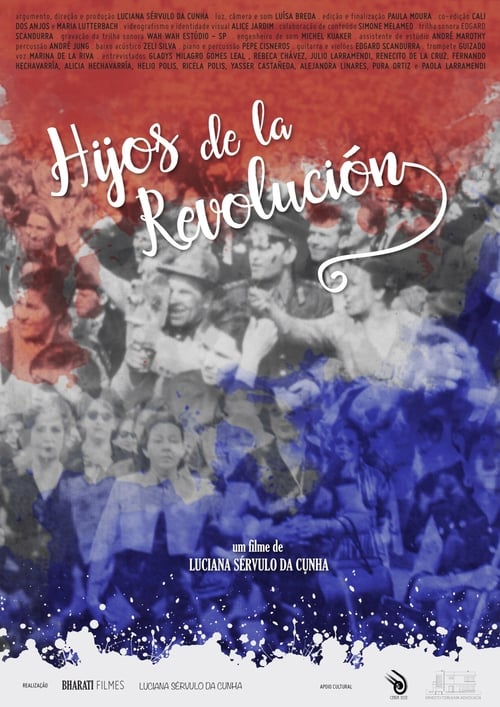 argumento, direção e produção LUCIANA SÉRVULO DA CUNHA luz, câmera e som LUÍSA BREDA edição e finalização PAULA MOURA co-edição CALI
DOS ANJOS e MARIA LUTTERBACH videografismo e identidade visual ALICE JARDIM colaboração de conteúdo SIMONE MELAMED trilha sonora EDGARD
SCANDURRA gravação da trilha sonora WAH WAH ESTÚDIO – SP engenheiro de som MICHEL KUAKER assistente de estúdio ANDRÉ MAROTHY
percussão ANDRÉ JUNG baixo acústico ZELI SILVA piano e percussão PEPE CISNEROS guitarra e violões EDGARD SCANDURRA trompete GUIZADO
voz MARINA DE LA RIVA entrevistados GLADYS MILAGRO GOMES LEAL , REBECA CHÁVEZ, JULIO LARRAMENDI, RENECITO DE LA CRUZ, FERNANDO
HECHAVARRÍA, ALICIA HECHAVARRÍA, HELIO POLIS, RICELA POLIS, YASSER CASTAÑEDA, ALEJANDRA LINARES, PURA ORTIZ e PAOLA LARRAMENDI
Hijos de la
Revolución
um filme de
LUCIANA SÉRVULO DA CUNHA
REALIZAÇÃO BHARATI FILMES LUCIANA SÉRVULO DA CUNHA APOIO CULTURAL